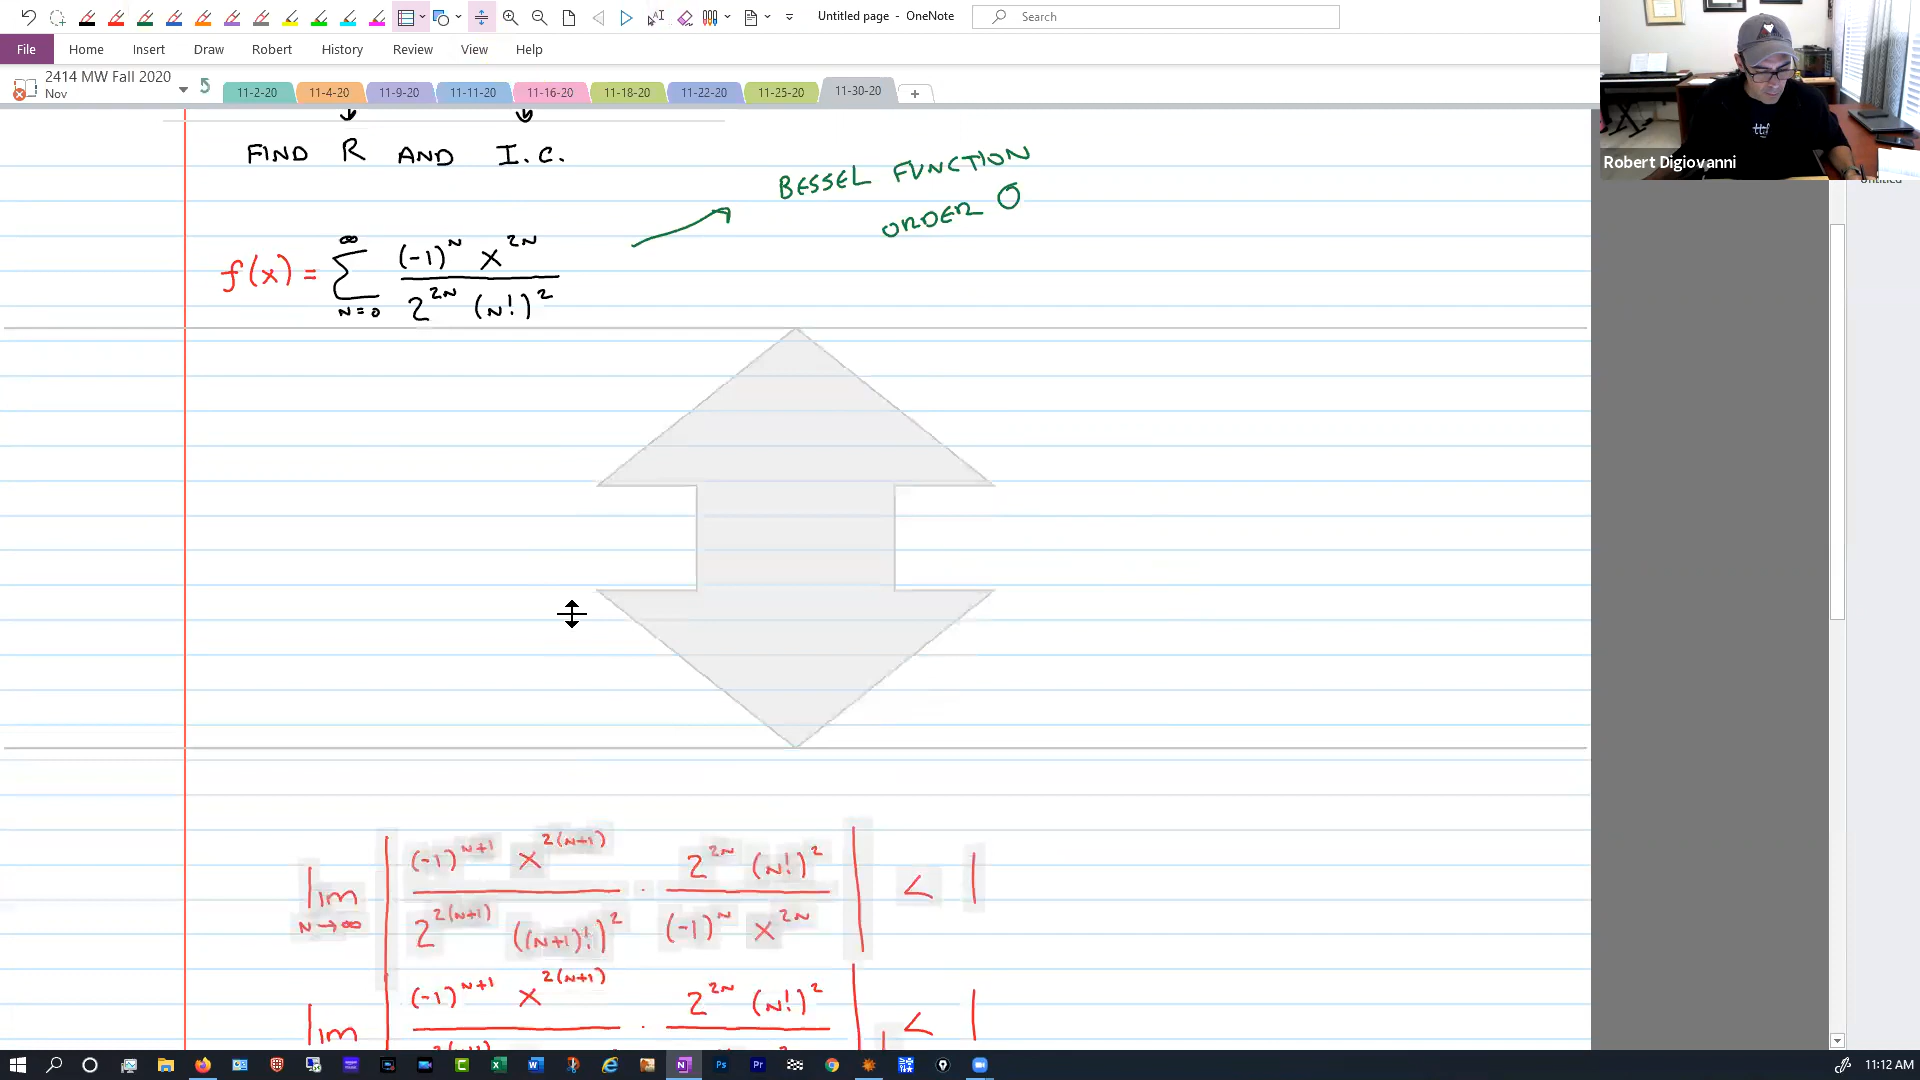 Untitled page - OneNote
Search
File Home Insert Draw Robert History Review View Help
2414 MW Fall 2020
Nov
11-2-20 11-4-20 11-9-20 11-11-20 11-16-20 11-18-20 11-22-20 11-25-20 11-30-20
Robert Digiovanni
FIND R AND I.C.
BESSEL FUNCTION
ORDER 0
f(x) = ∑_{N=0}^{∞} (-1)^N x^{2N} / 2^{2N} (N!)^2
lim_{N→∞} | (-1)^{N+1} x^{2(N+1)} / 2^{2(N+1)} ((N+1)!)^2 · 2^{2N} (N!)^2 / (-1)^N x^{2N} | < 1
lim | (-1)^{N+1} x^{2(N+1)} · 2^{2N} (N!)^2 | < 1
11:12 AM